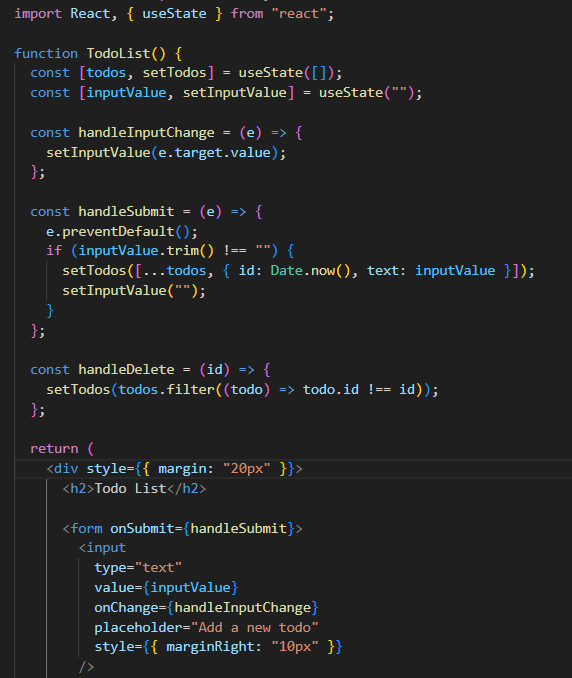 import React, { useState } from "react";
function TodoList() {
const [todos, setTodos] = useState([]);
const [inputValue, setInputValue] = useState("");
const handleInputChange = (e) => {
setInputValue(e.target.value);
};
const handleSubmit = (e) => {
e.preventDefault();
if (inputValue.trim() !== "") {
setTodos([...todos, { id: Date.now(), text: inputValue }]);
setInputValue("");
}
};
const handleDelete = (id) => {
setTodos(todos.filter((todo) => todo.id !== id));
};
return (
<div style={{ margin: "20px" }}>
<h2>Todo List</h2>
<form onSubmit={handleSubmit}>
<input
type="text"
value={inputValue}
onChange={handleInputChange}
placeholder="Add a new todo"
style={{ marginRight: "10px" }}
/>